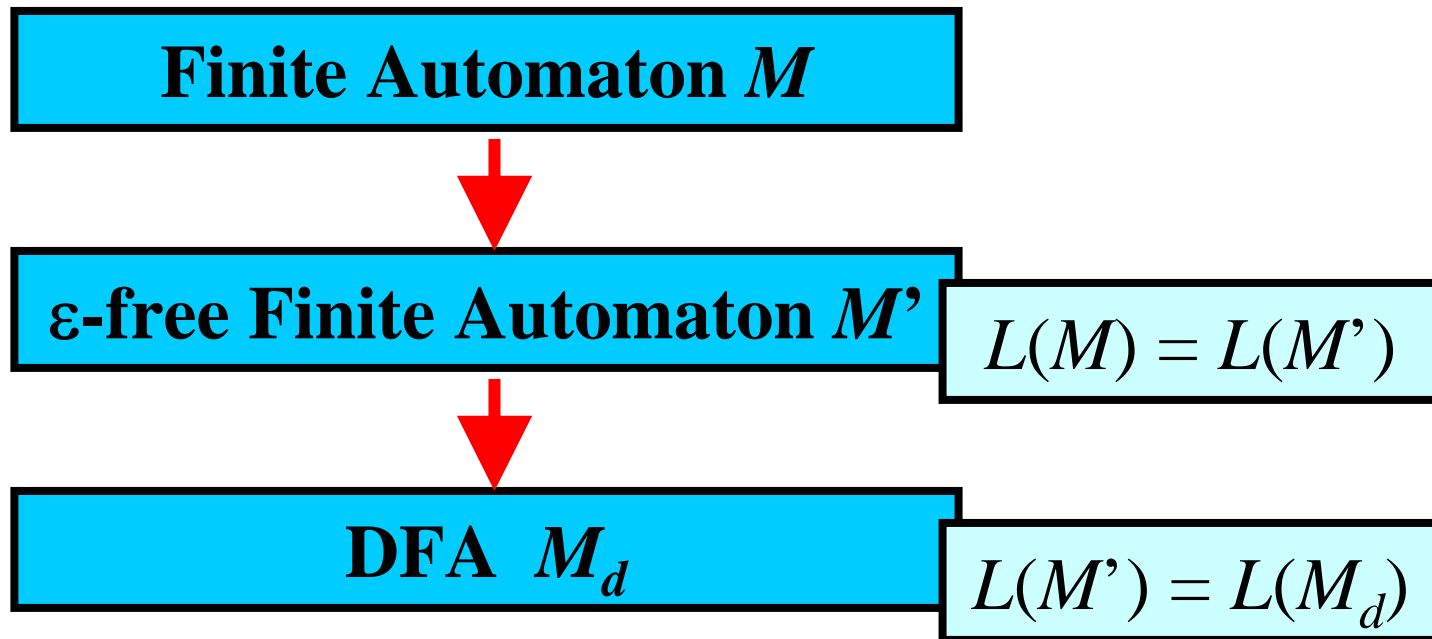 Finite Automaton M
ε-free Finite Automaton M’
L(M) = L(M’)
DFA M_d
L(M’) = L(M_d)